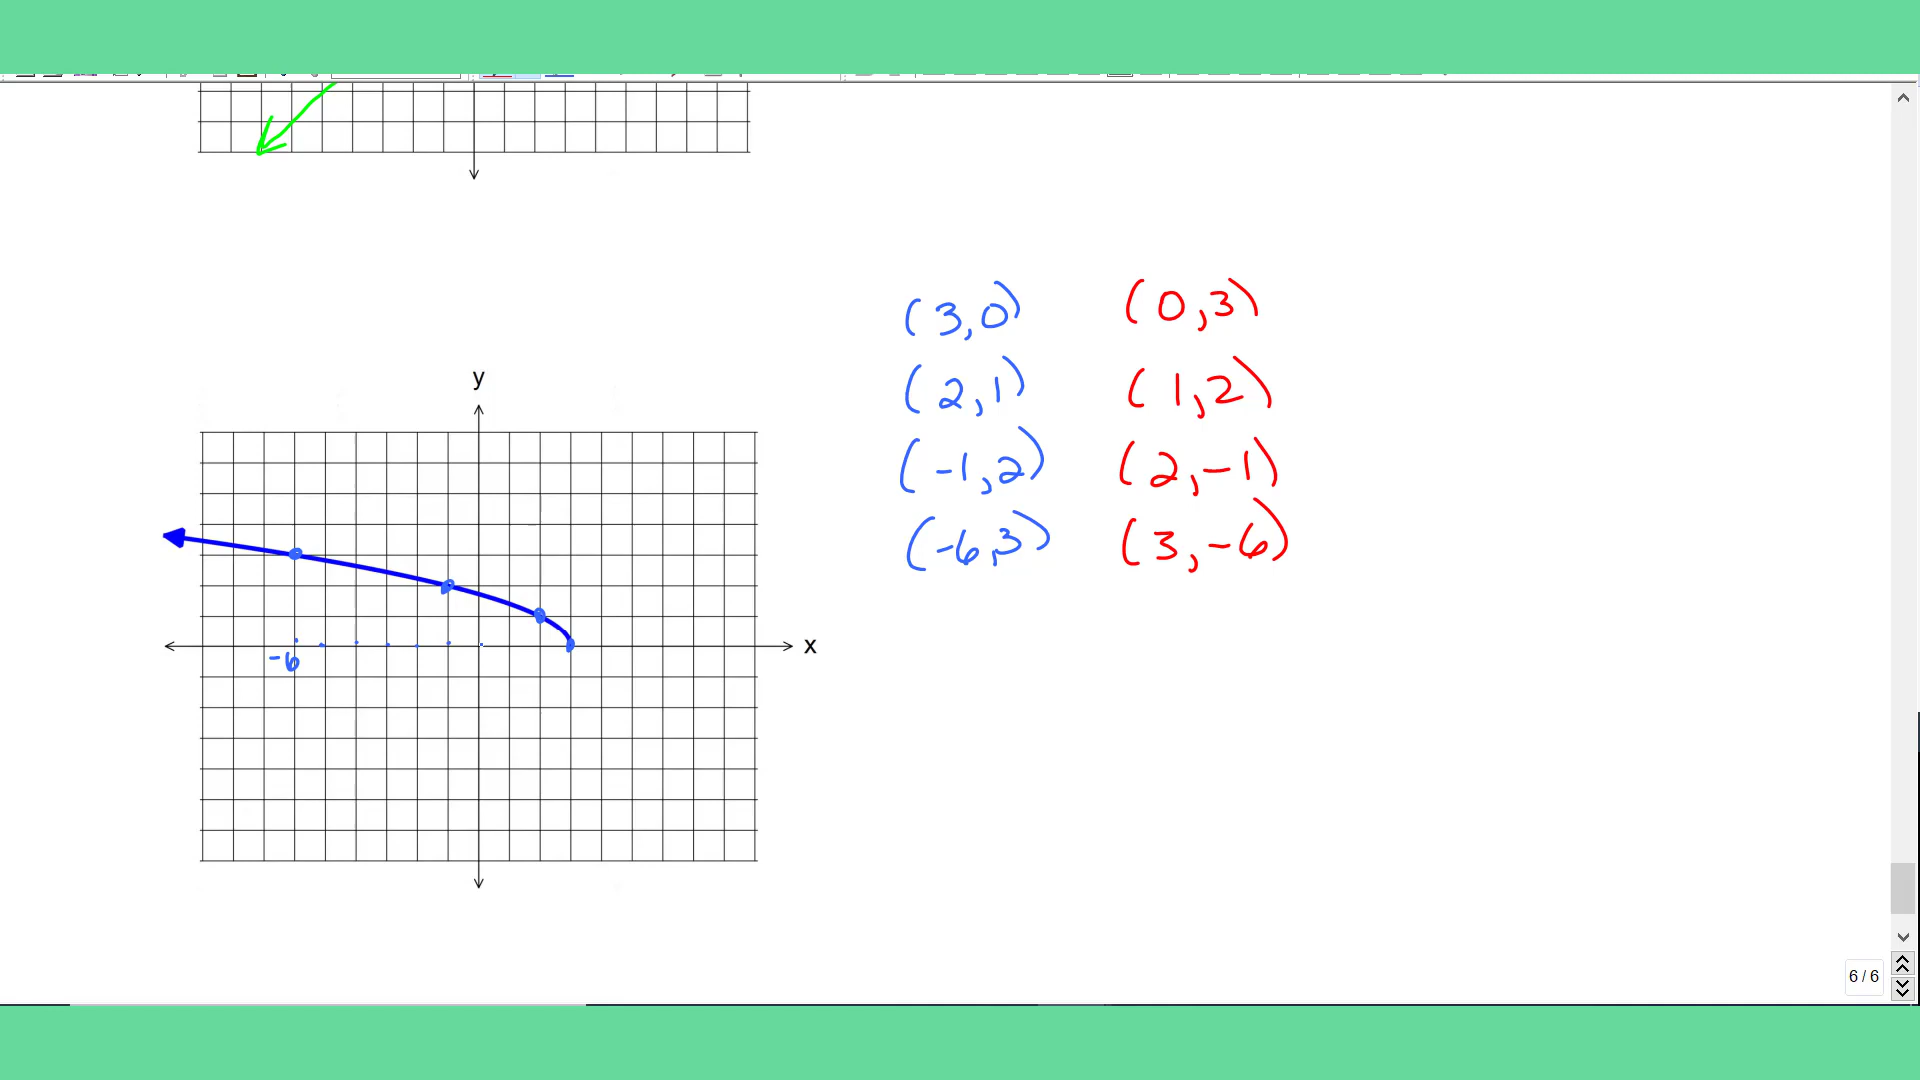 (3,0) (0,3)
(2,1) (1,2)
y
(-1,2) (2,-1)
(-6,3) (3,-6)
x
-6
6 / 6